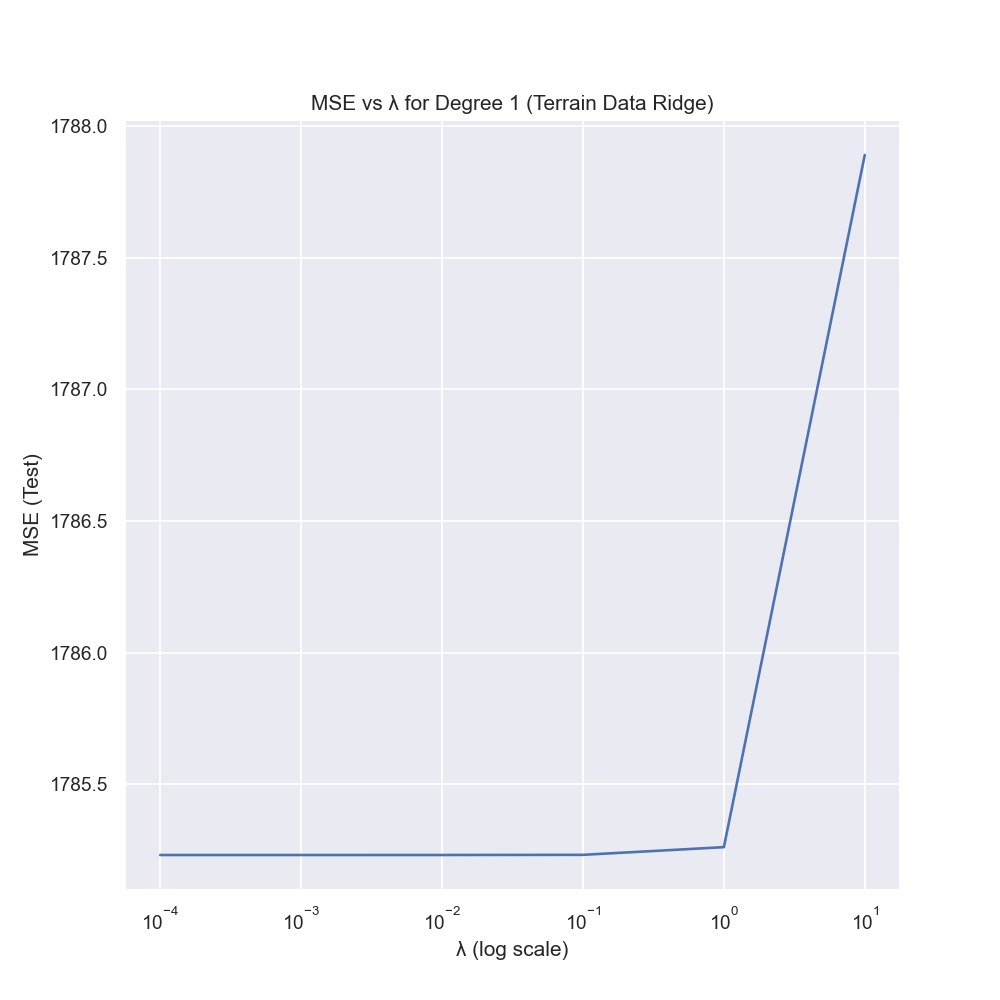 MSE vs λ for Degree 1 (Terrain Data Ridge)
1788.0
1787.5
1787.0
1786.5
1786.0
1785.5
MSE (Test)
10⁻⁴ 10⁻³ 10⁻² 10⁻¹ 10⁰ 10¹
λ (log scale)